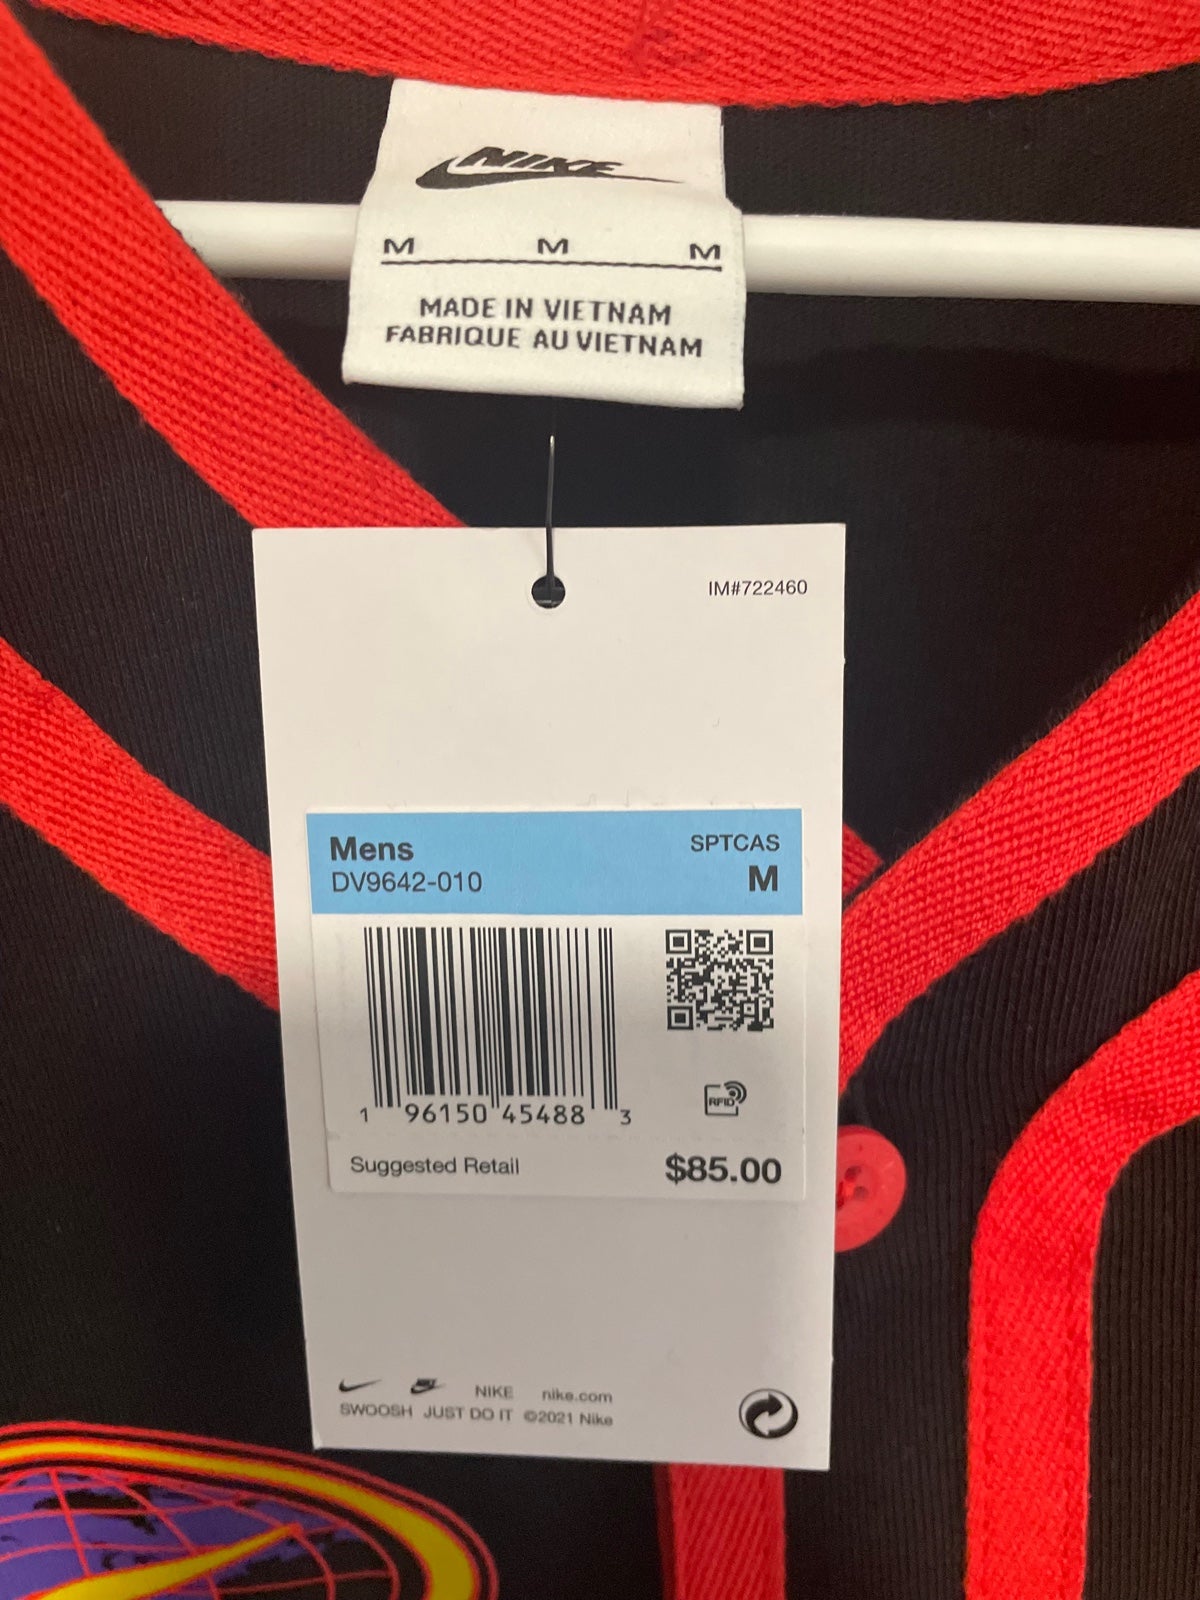 NIKE
M M M
MADE IN VIETNAM
FABRIQUE AU VIETNAM
IM#722460
Mens SPTCAS
DV9642-010 M
1 96150 45488 3
RFID
Suggested Retail $85.00
NIKE nike.com
SWOOSH JUST DO IT ©2021 Nike